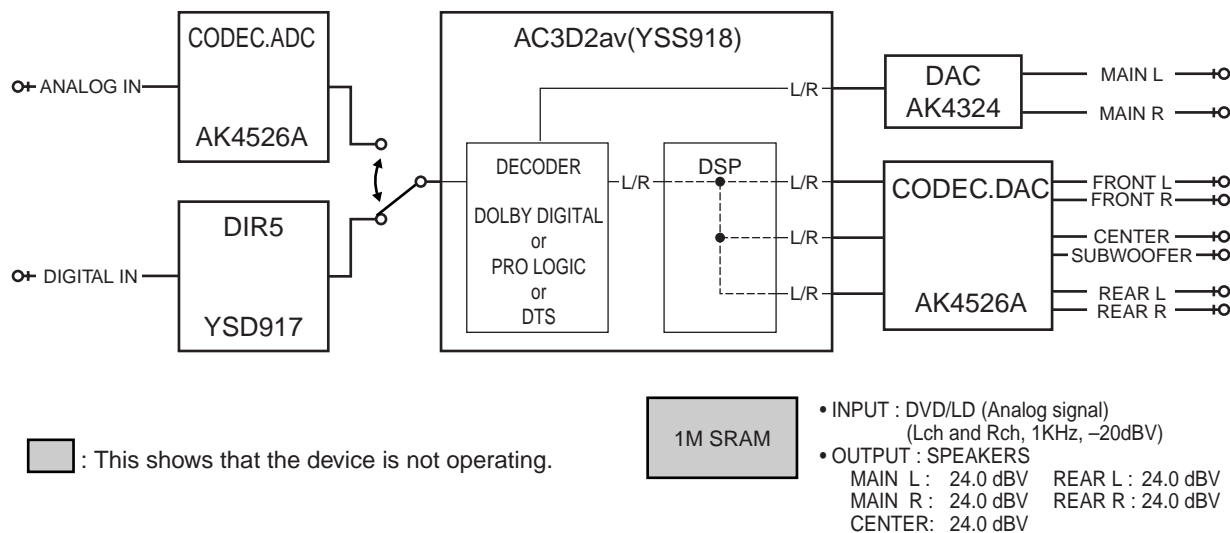 CODEC.ADC
AK4526A
ANALOG IN
DIR5
YSD917
DIGITAL IN
AC3D2av(YSS918)
DECODER
DOLBY DIGITAL
or
PRO LOGIC
or
DTS
L/R
L/R
DSP
L/R
L/R
L/R
DAC
AK4324
MAIN L
MAIN R
CODEC.DAC
AK4526A
FRONT L
FRONT R
CENTER
SUBWOOFER
REAR L
REAR R
: This shows that the device is not operating.
1M SRAM
• INPUT : DVD/LD (Analog signal)
(Lch and Rch, 1KHz, –20dBV)
• OUTPUT : SPEAKERS
MAIN L : 24.0 dBV REAR L : 24.0 dBV
MAIN R : 24.0 dBV REAR R : 24.0 dBV
CENTER: 24.0 dBV